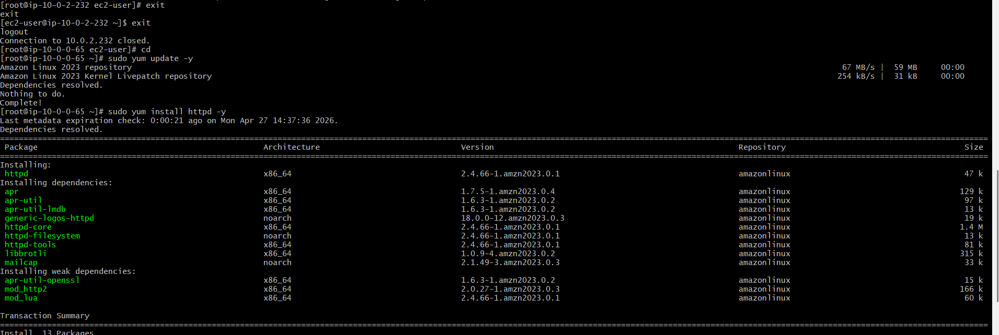 [root@ip-10-0-2-232 ec2-user]# exit
exit
[ec2-user@ip-10-0-2-232 ~]$ exit
logout
Connection to 10.0.2.232 closed.
[root@ip-10-0-0-65 ec2-user]# cd
[root@ip-10-0-0-65 ~]# sudo yum update -y
Amazon Linux 2023 repository 67 MB/s | 59 MB 00:00
Amazon Linux 2023 Kernel Livepatch repository 254 kB/s | 31 kB 00:00
Dependencies resolved.
Nothing to do.
Complete!
[root@ip-10-0-0-65 ~]# sudo yum install httpd -y
Last metadata expiration check: 0:00:21 ago on Mon Apr 27 14:37:36 2026.
Dependencies resolved.
Package Architecture Version Repository Size
Installing:
httpd x86_64 2.4.66-1.amzn2023.0.1 amazonlinux 47 k
Installing dependencies:
apr x86_64 1.7.5-1.amzn2023.0.4 amazonlinux 129 k
apr-util x86_64 1.6.3-1.amzn2023.0.2 amazonlinux 97 k
apr-util-lmdb x86_64 1.6.3-1.amzn2023.0.2 amazonlinux 13 k
generic-logos-httpd noarch 18.0.0-12.amzn2023.0.3 amazonlinux 19 k
httpd-core x86_64 2.4.66-1.amzn2023.0.1 amazonlinux 1.4 M
httpd-filesystem noarch 2.4.66-1.amzn2023.0.1 amazonlinux 13 k
httpd-tools x86_64 2.4.66-1.amzn2023.0.1 amazonlinux 81 k
libbrotli x86_64 1.0.9-4.amzn2023.0.2 amazonlinux 315 k
mailcap noarch 2.1.49-3.amzn2023.0.3 amazonlinux 33 k
Installing weak dependencies:
apr-util-openssl x86_64 1.6.3-1.amzn2023.0.2 amazonlinux 15 k
mod_http2 x86_64 2.0.27-1.amzn2023.0.3 amazonlinux 166 k
mod_lua x86_64 2.4.66-1.amzn2023.0.1 amazonlinux 60 k
Transaction Summary
Install 13 Packages